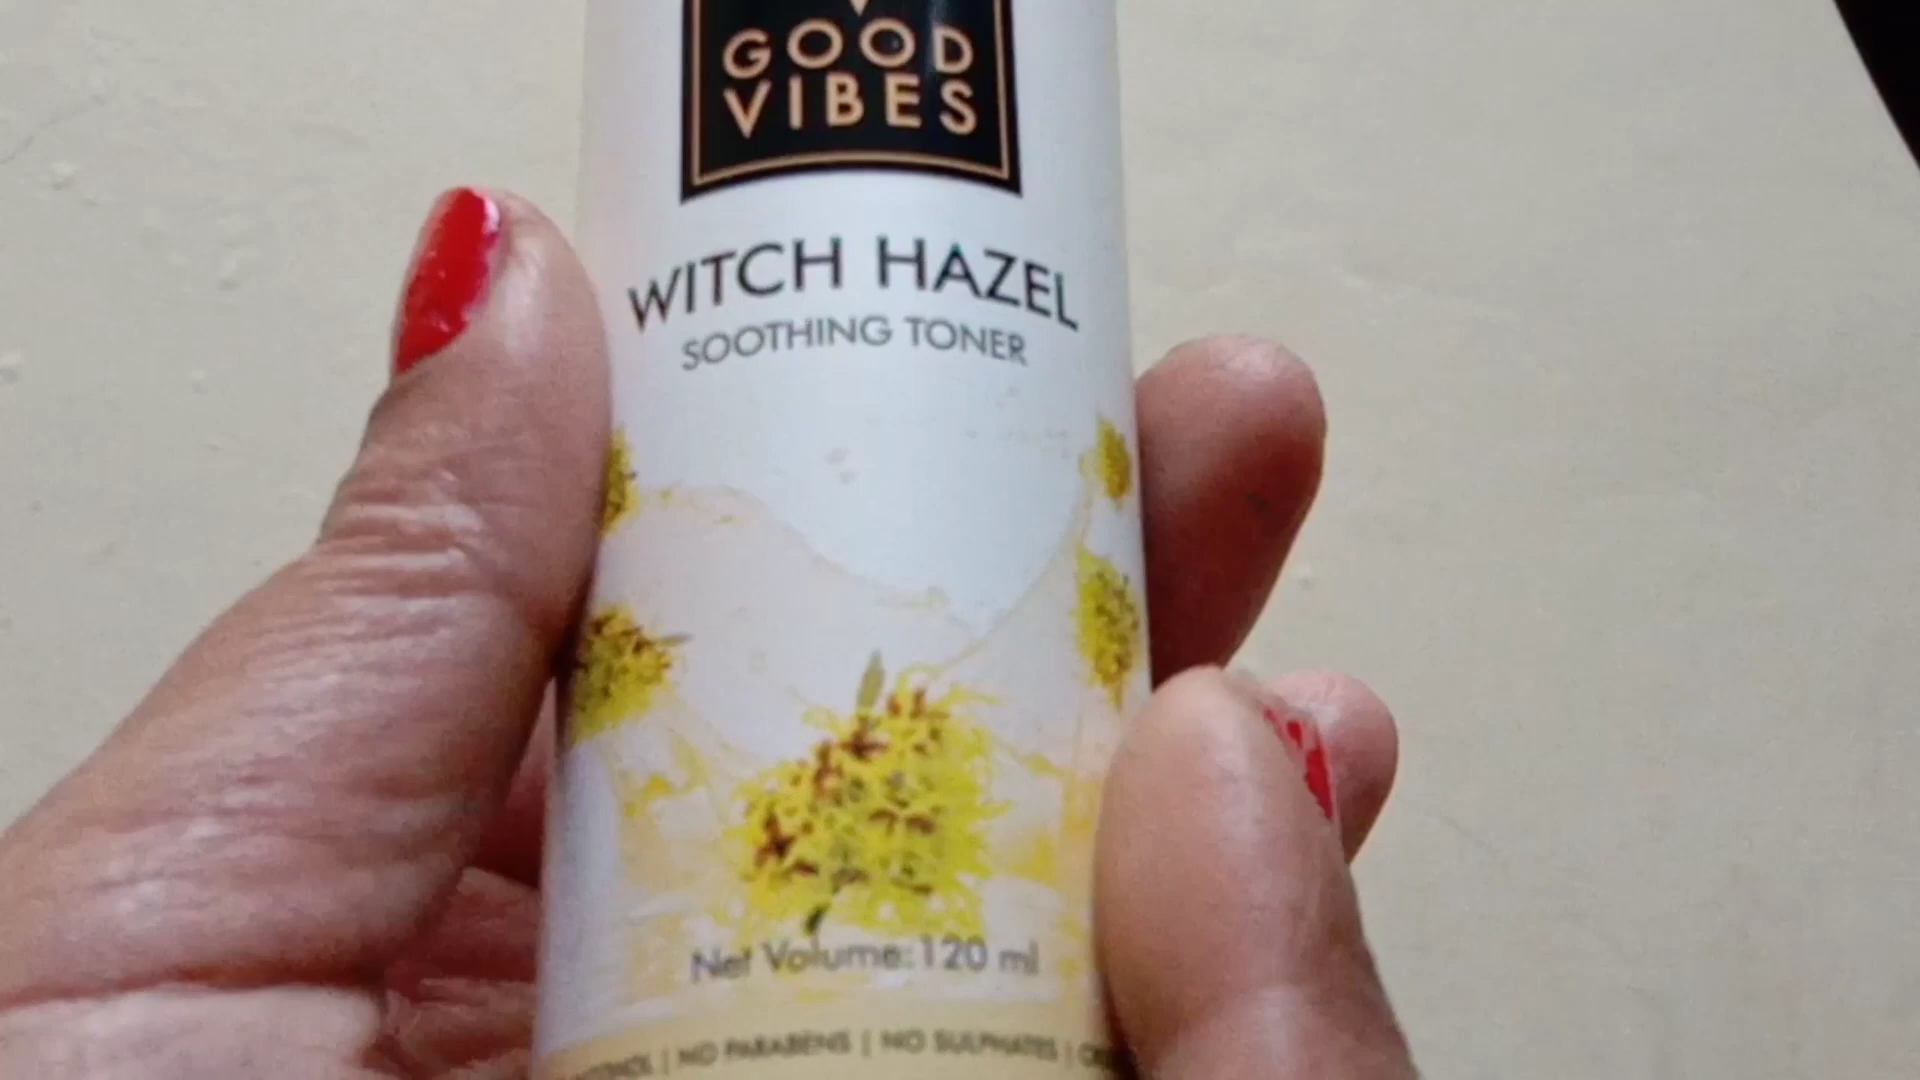 GOOD
VIBES
WITCH HAZEL
SOOTHING TONER
Net Volume: 120 ml
| NO PARABENS | NO SULPHATES |